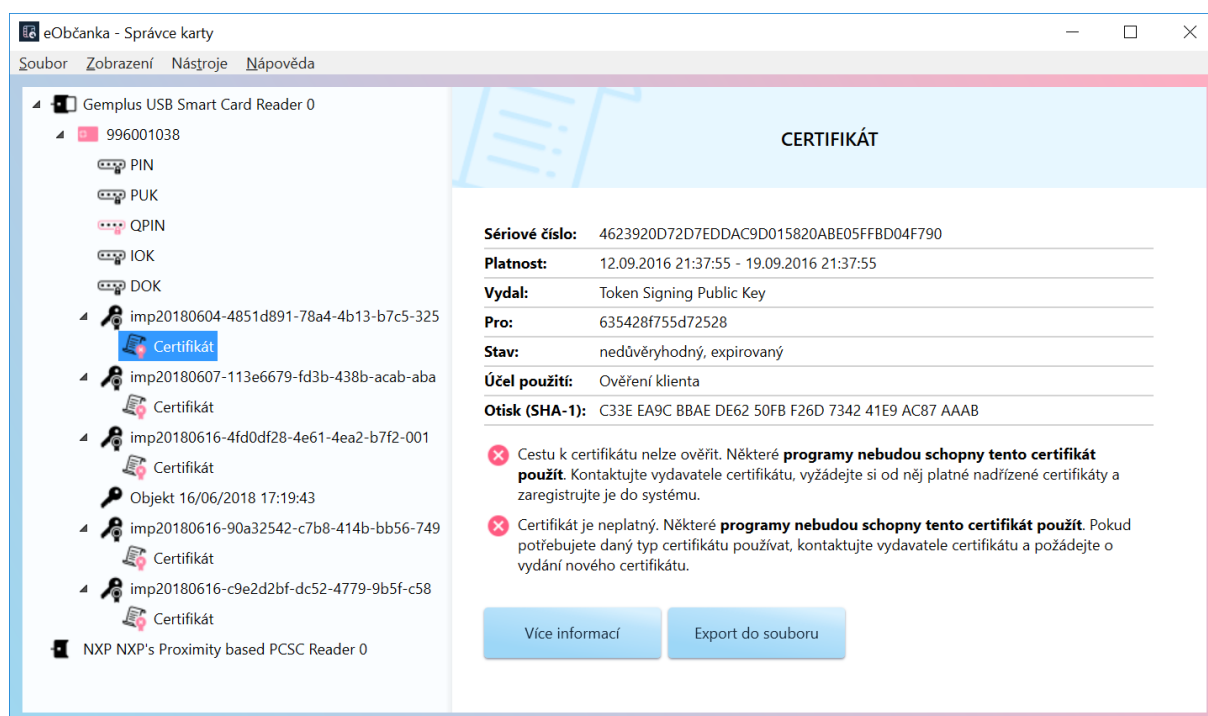 eObčanka - Správce karty
Soubor Zobrazení Nástroje Nápověda
Gemplus USB Smart Card Reader 0
996001038
PIN
PUK
QPIN
IOK
DOK
imp20180604-4851d891-78a4-4b13-b7c5-325
Certifikát
imp20180607-113e6679-fd3b-438b-acab-aba
Certifikát
imp20180616-4fd0df28-4e61-4ea2-b7f2-001
Certifikát
Objekt 16/06/2018 17:19:43
imp20180616-90a32542-c7b8-414b-bb56-749
Certifikát
imp20180616-c9e2d2bf-dc52-4779-9b5f-c58
Certifikát
NXP NXP's Proximity based PCSC Reader 0
CERTIFIKÁT
Sériové číslo: 4623920D72D7EDDAC9D015820ABE05FFBD04F790
Platnost: 12.09.2016 21:37:55 - 19.09.2016 21:37:55
Vydal: Token Signing Public Key
Pro: 635428f755d72528
Stav: nedůvěryhodný, expirovaný
Účel použití: Ověření klienta
Otisk (SHA-1): C33E EA9C BBAE DE62 50FB F26D 7342 41E9 AC87 AAAB
Cestu k certifikátu nelze ověřit. Některé programy nebudou schopny tento certifikát
použít. Kontaktujte vydavatele certifikátu, vyžádejte si od něj platné nadřízené certifikáty a
zaregistrujte je do systému.
Certifikát je neplatný. Některé programy nebudou schopny tento certifikát použít. Pokud
potřebujete daný typ certifikátu používat, kontaktujte vydavatele certifikátu a požádejte o
vydání nového certifikátu.
Více informací
Export do souboru